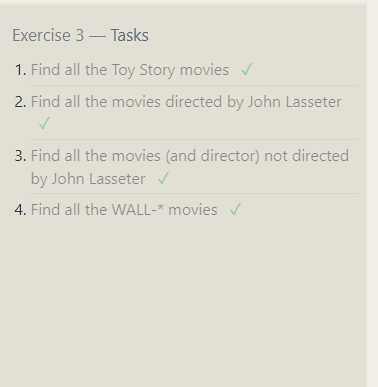 Exercise 3 — Tasks
1. Find all the Toy Story movies ✓
2. Find all the movies directed by John Lasseter
✓
3. Find all the movies (and director) not directed
by John Lasseter ✓
4. Find all the WALL-* movies ✓